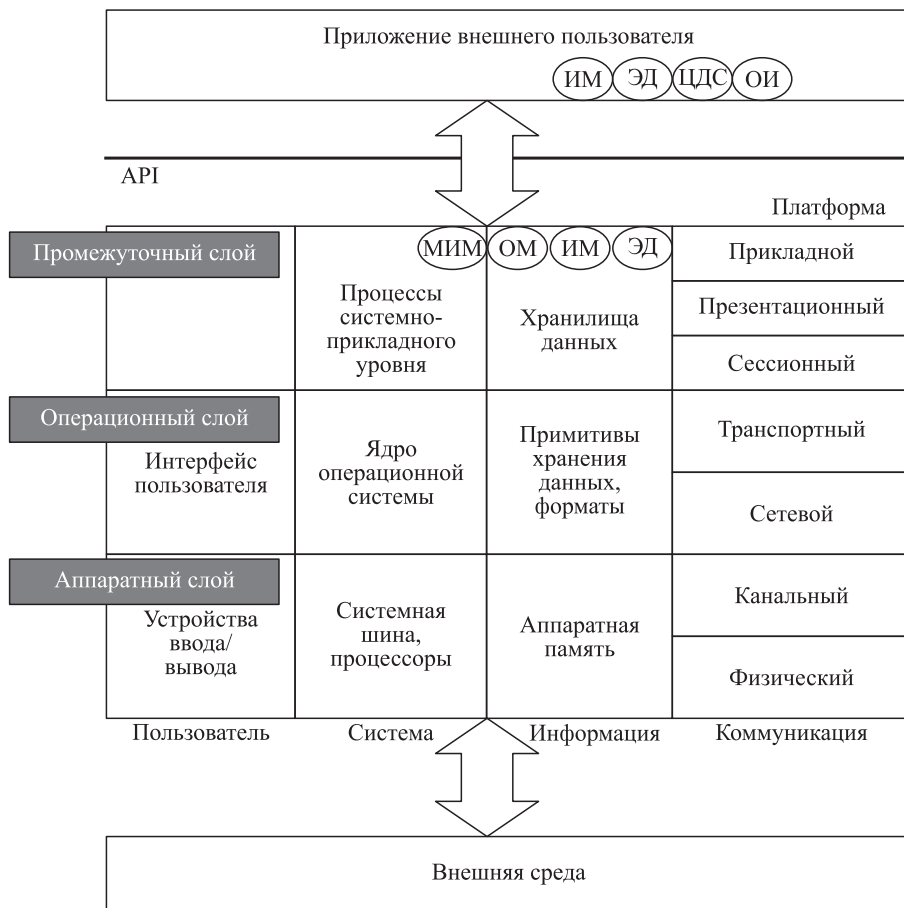 Приложение внешнего пользователя
ИМ ЭД ЦДС ОИ
API
Платформа
Промежуточный слой
МИМ ОМ ИМ ЭД
Процессы
системно-
прикладного
уровня
Хранилища
данных
Прикладной
Презентационный
Сессионный
Операционный слой
Интерфейс
пользователя
Ядро
операционной
системы
Примитивы
хранения
данных,
форматы
Транспортный
Сетевой
Аппаратный слой
Устройства
ввода/
вывода
Системная
шина,
процессоры
Аппаратная
память
Канальный
Физический
Пользователь
Система
Информация
Коммуникация
Внешняя среда